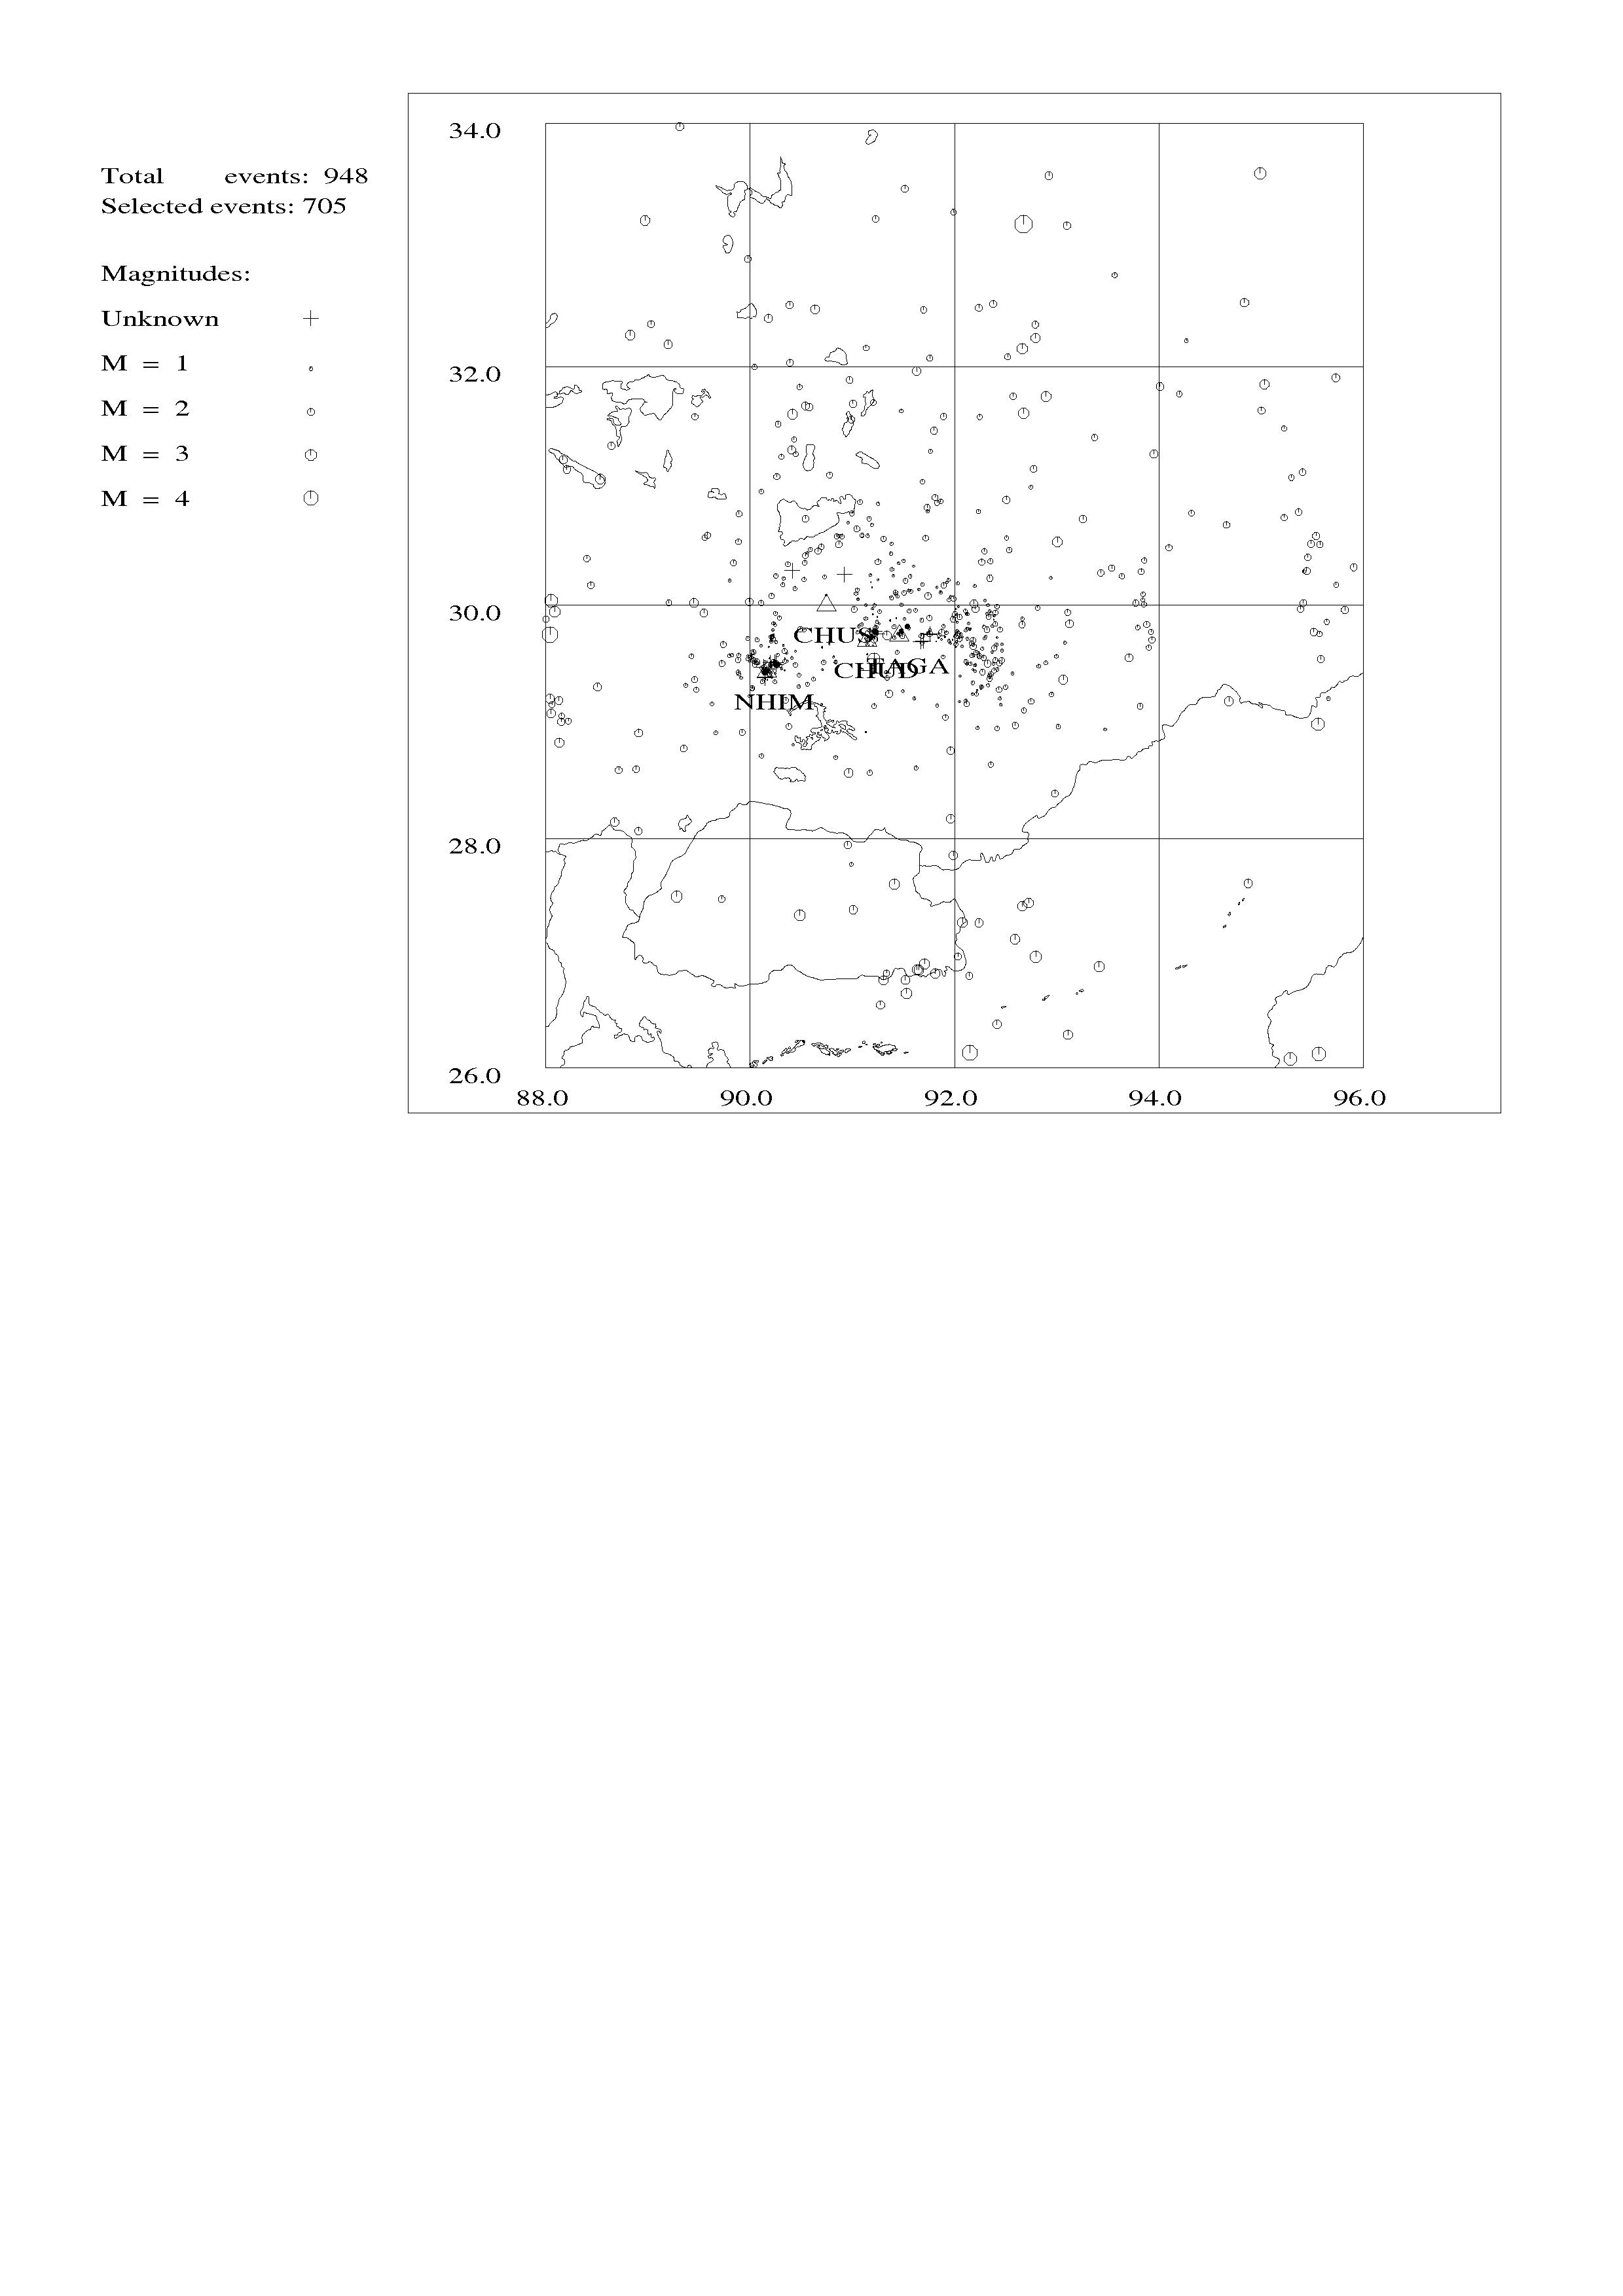 34.0
Total events: 948
Selected events: 705
Magnitudes:
Unknown
M = 1
32.0
M = 2
M = 3
M = 4
30.0
CHUS
CHUD
TAGA
NHIM
28.0
26.0
88.0 90.0 92.0 94.0 96.0